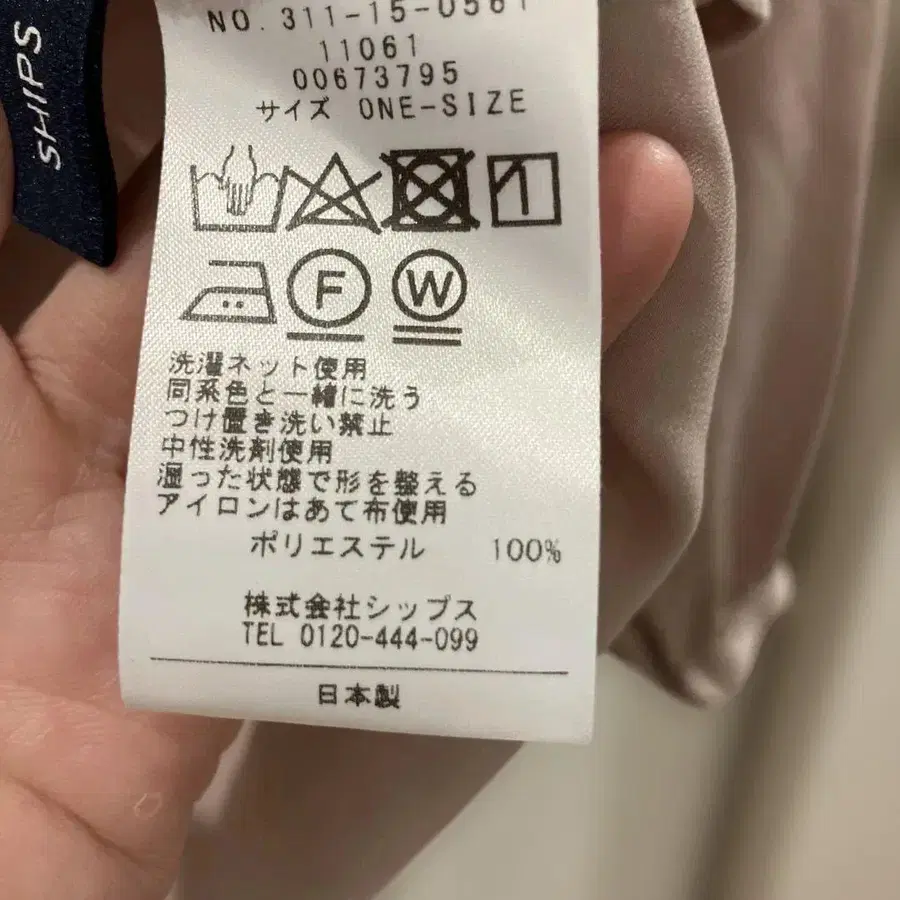 SHIPS
NO. 311-15-0561
11061
00673795
サイズ ONE-SIZE
F W
洗濯ネット使用
同系色と一緒に洗う
つけ置き洗い禁止
中性洗剤使用
湿った状態で形を整える
アイロンはあて布使用
ポリエステル 100%
株式会社シップス
TEL 0120-444-099
日本製